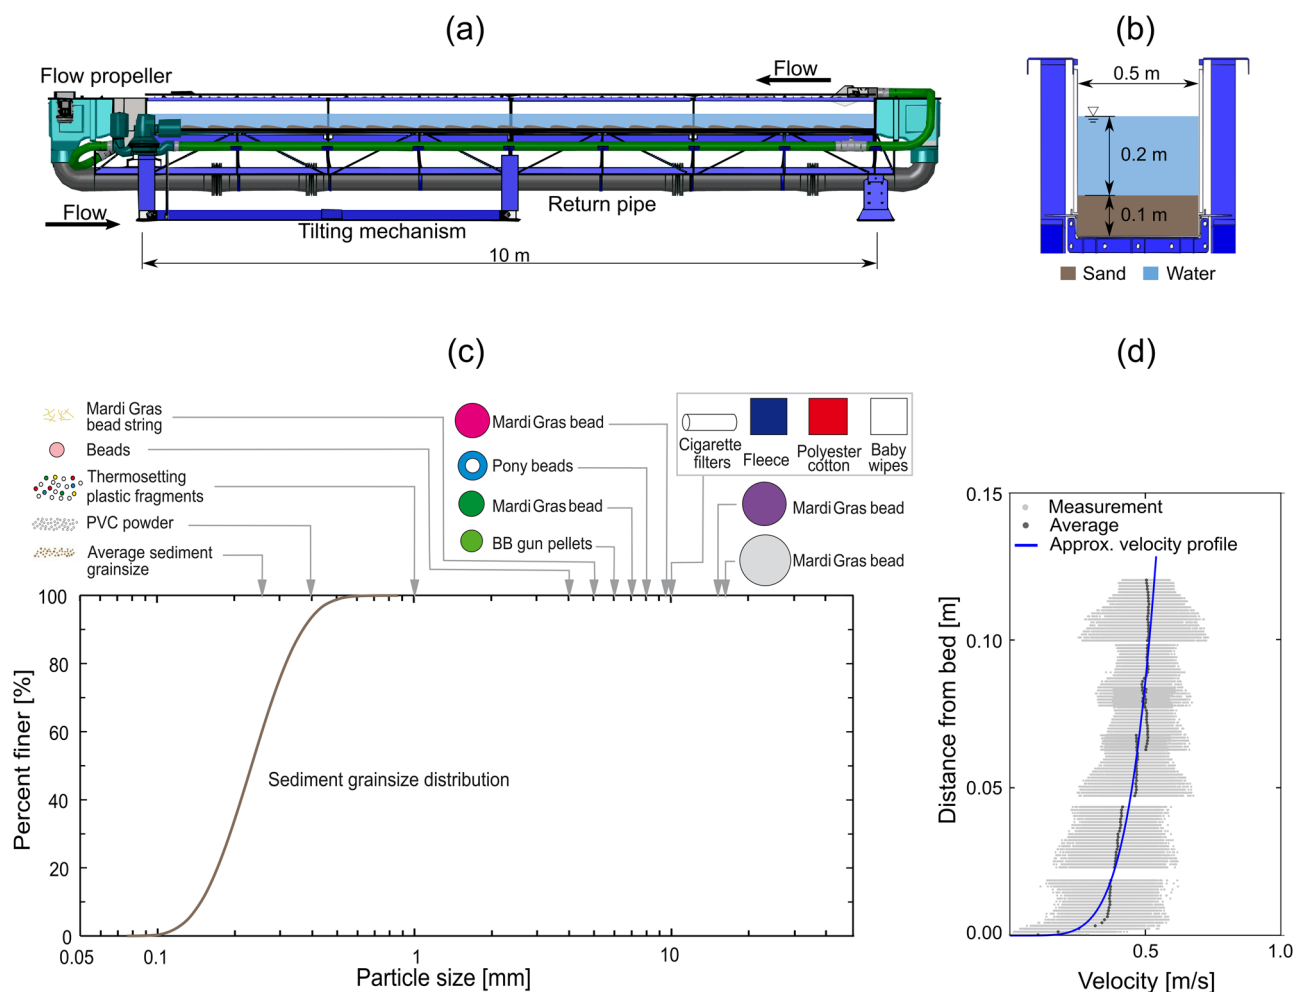 (a)
Flow propeller
Flow
Flow
Return pipe
Tilting mechanism
10 m
(b)
0.5 m
0.2 m
0.1 m
Sand
Water
(c)
Mardi Gras
bead string
Beads
Thermosetting
plastic fragments
PVC powder
Average sediment
grainsize
Mardi Gras bead
Pony beads
Mardi Gras bead
BB gun pellets
Cigarette
filters
Fleece
Polyester
cotton
Baby
wipes
Mardi Gras bead
Mardi Gras bead
Percent finer [%]
100
80
60
40
20
0
Sediment grainsize distribution
0.05
0.1
1
10
Particle size [mm]
(d)
Distance from bed [m]
0.15
0.10
0.05
0.00
Measurement
Average
Approx. velocity profile
0.5
1.0
Velocity [m/s]